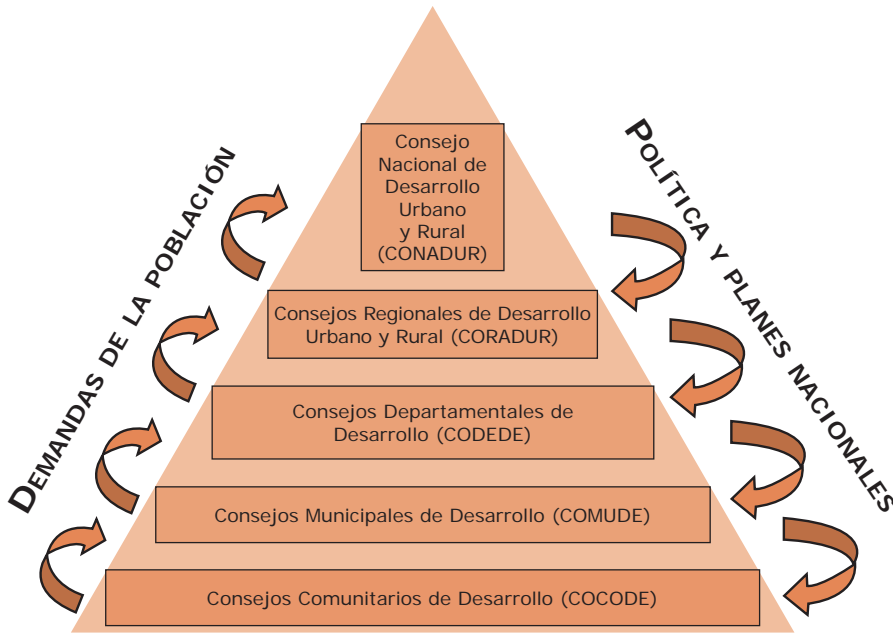 DEMANDAS DE LA POBLACIÓN
POLÍTICA Y PLANES NACIONALES
Consejo
Nacional de
Desarrollo
Urbano
y Rural
(CONADUR)
Consejos Regionales de Desarrollo
Urbano y Rural (CORADUR)
Consejos Departamentales de
Desarrollo (CODEDE)
Consejos Municipales de Desarrollo (COMUDE)
Consejos Comunitarios de Desarrollo (COCODE)